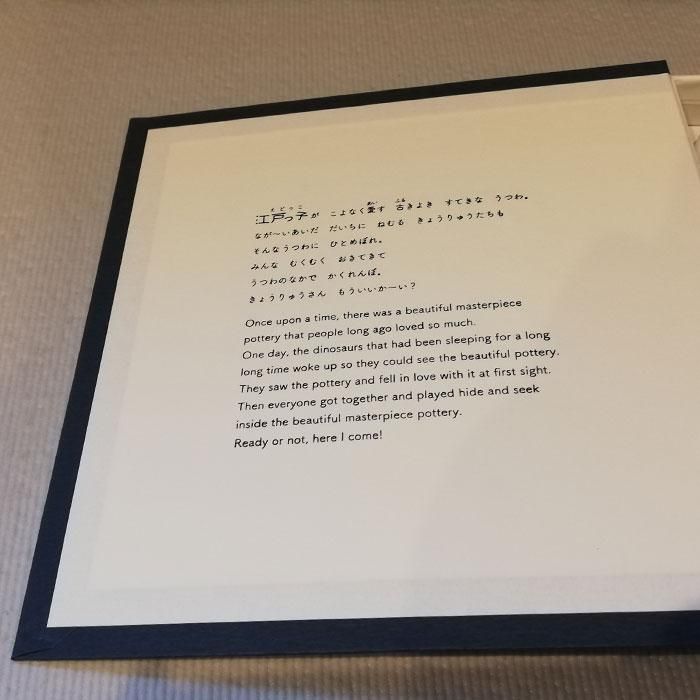 えどっこ あい ふる
江戸っ子が こよなく愛す 古きよき すてきな うつわ。
なが〜いあいだ だいちに ねむる きょうりゅうたちも
そんなうつわに ひとめぼれ。
みんな むくむく おきてきて
うつわのなかで かくれんぼ。
きょうりゅうさん もういいかーい？
Once upon a time, there was a beautiful masterpiece
pottery that people long ago loved so much.
One day, the dinosaurs that had been sleeping for a long
long time woke up so they could see the beautiful pottery.
They saw the pottery and fell in love with it at first sight.
Then everyone got together and played hide and seek
inside the beautiful masterpiece pottery.
Ready or not, here I come!